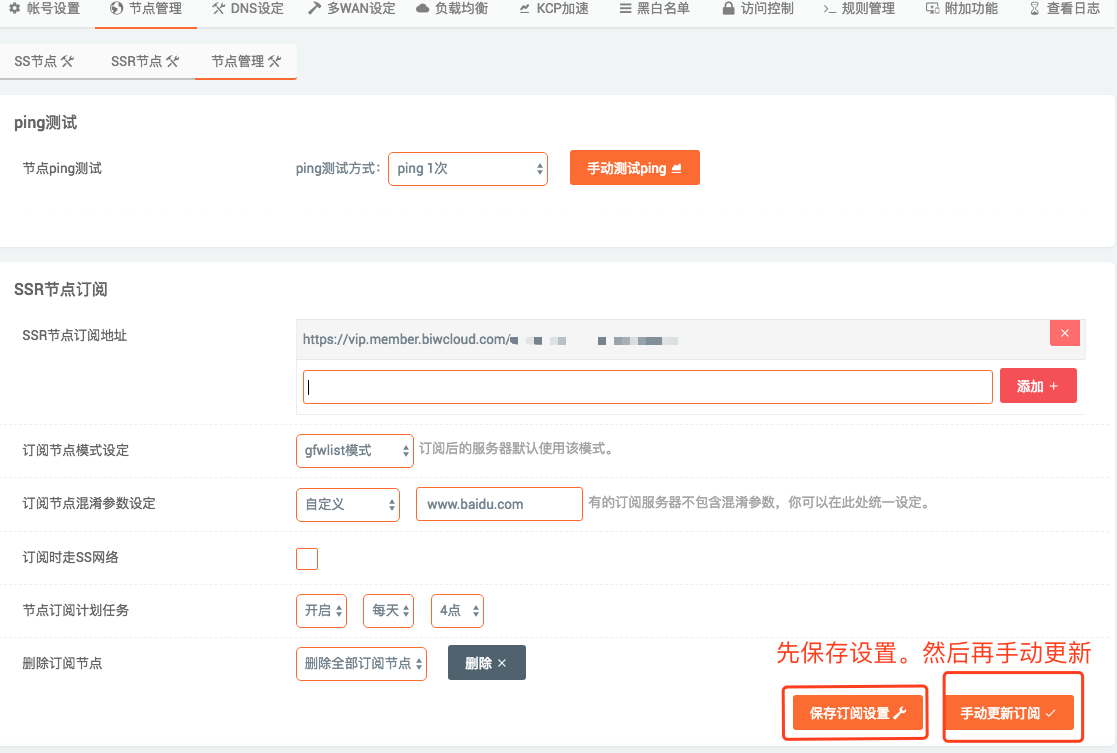 帐号设置 节点管理 DNS设定 多WAN设定 负载均衡 KCP加速 黑白名单 访问控制 规则管理 附加功能 查看日志
SS节点 SSR节点 节点管理
ping测试
节点ping测试 ping测试方式： ping 1次 手动测试ping
SSR节点订阅
SSR节点订阅地址 https://vip.member.biwcloud.com/
添加 +
订阅节点模式设定 gfwlist模式 订阅后的服务器默认使用该模式。
订阅节点混淆参数设定 自定义 www.baidu.com 有的订阅服务器不包含混淆参数，你可以在此处统一设定。
订阅时走SS网络
节点订阅计划任务 开启 每天 4点
删除订阅节点 删除全部订阅节点 删除 ×
先保存设置。然后再手动更新
保存订阅设置 手动更新订阅